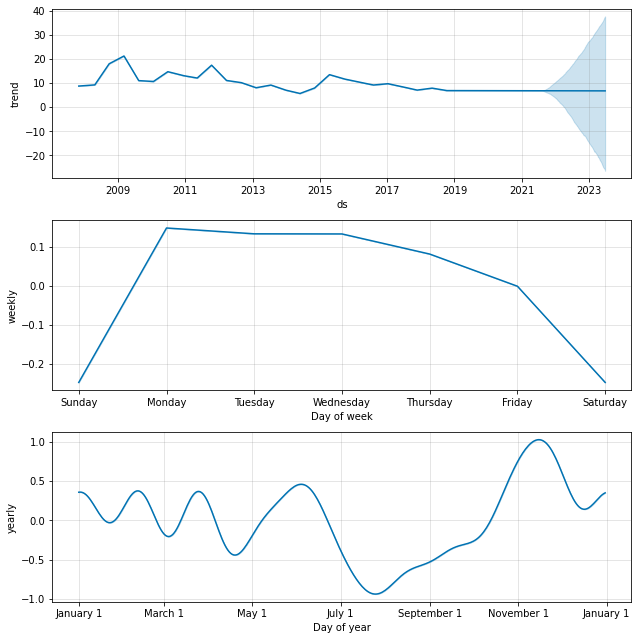 40
30
20
10
0
−10
−20
trend
2009 2011 2013 2015 2017 2019 2021 2023
ds
0.1
0.0
−0.1
−0.2
weekly
Sunday Monday Tuesday Wednesday Thursday Friday Saturday
Day of week
1.0
0.5
0.0
−0.5
−1.0
yearly
January 1 March 1 May 1 July 1 September 1 November 1 January 1
Day of year